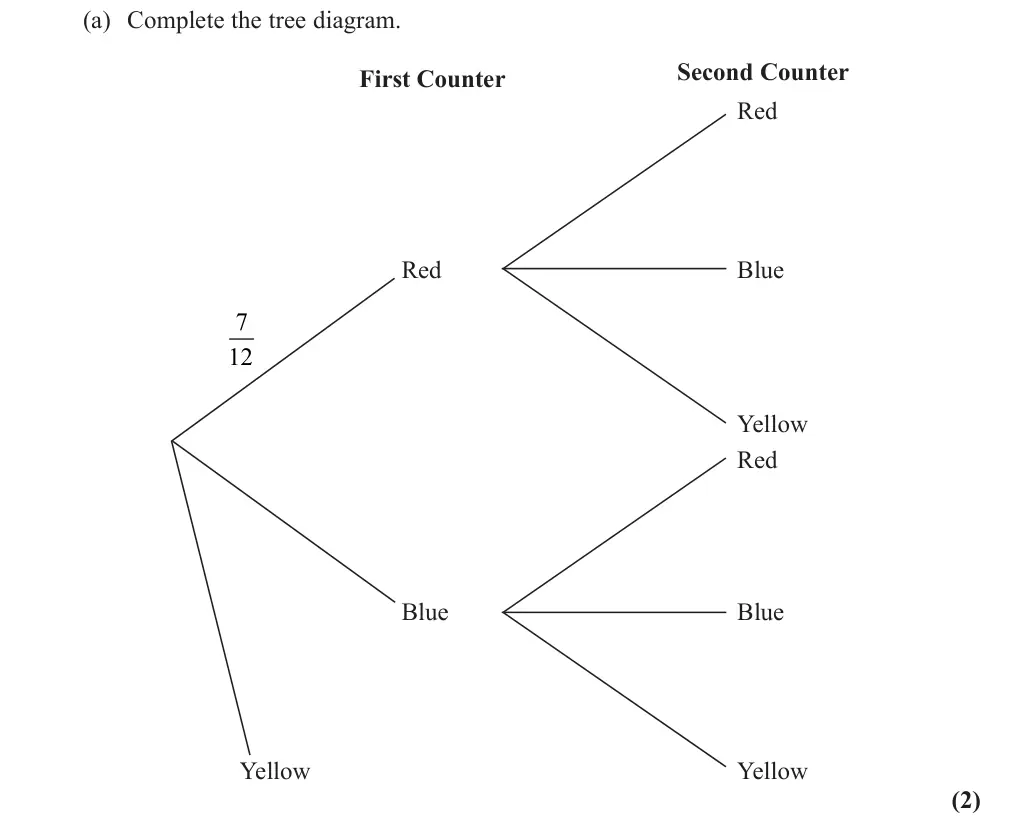 (a) Complete the tree diagram.
First Counter
Second Counter
Red
Red
Blue
7
12
Yellow
Red
Blue
Blue
Yellow
Yellow
(2)